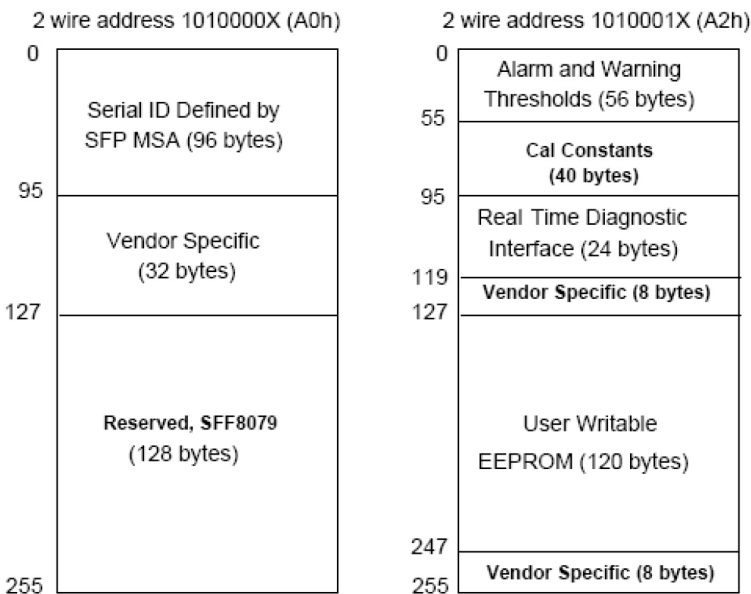 2 wire address 1010000X (A0h)
0
Serial ID Defined by
SFP MSA (96 bytes)
95
Vendor Specific
(32 bytes)
127
Reserved, SFF8079
(128 bytes)
255
2 wire address 1010001X (A2h)
0
Alarm and Warning
Thresholds (56 bytes)
55
Cal Constants
(40 bytes)
95
Real Time Diagnostic
Interface (24 bytes)
119
Vendor Specific (8 bytes)
127
User Writable
EEPROM (120 bytes)
247
Vendor Specific (8 bytes)
255